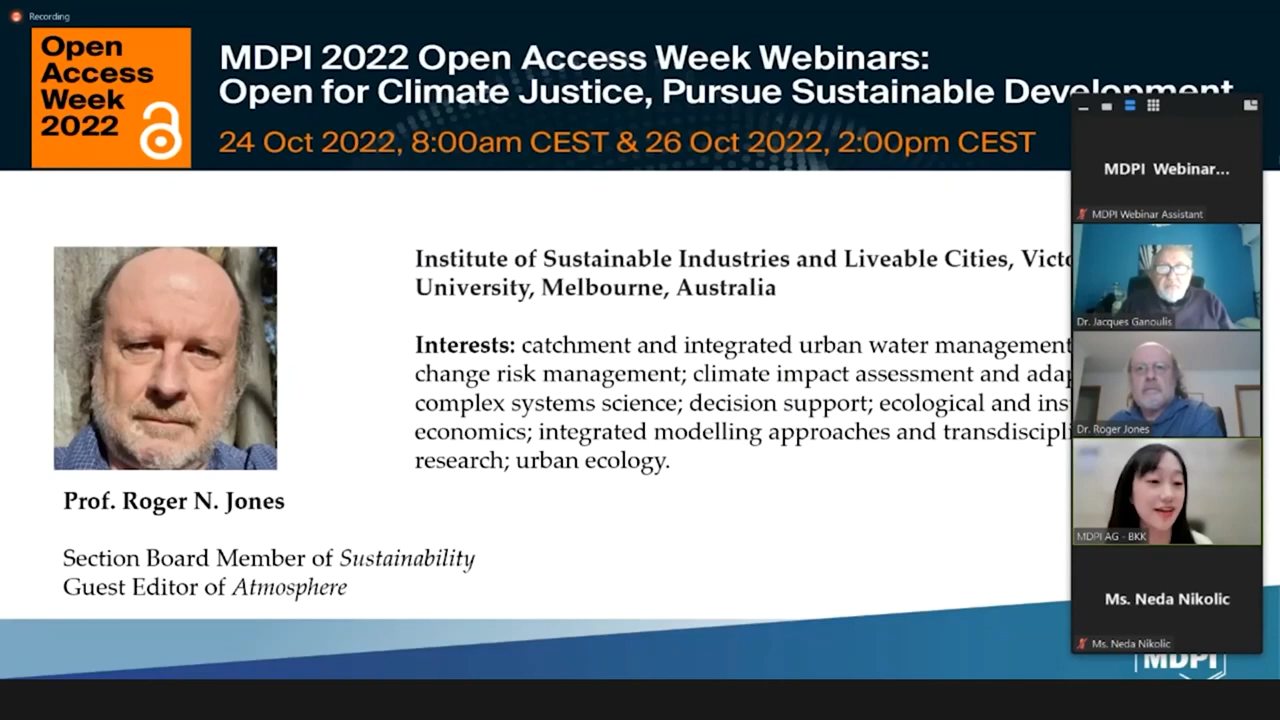 Recording
Open
Access
Week
2022
MDPI 2022 Open Access Week Webinars:
Open for Climate Justice, Pursue Sustainable Development
24 Oct 2022, 8:00am CEST & 26 Oct 2022, 2:00pm CEST
Institute of Sustainable Industries and Liveable Cities,
University, Melbourne, Australia
Interests: catchment and integrated urban water management
change risk management; climate impact assessment and
complex systems science; decision support; ecological and
economics; integrated modelling approaches and
research; urban ecology.
Prof. Roger N. Jones
Section Board Member of Sustainability
Guest Editor of Atmosphere
MDPI Webinar...
MDPI Webinar Assistant
Dr. Jacques Ganoulis
Dr. Roger Jones
MDPI AG - BKK
Ms. Neda Nikolic
Ms. Neda Nikolic
MDPI